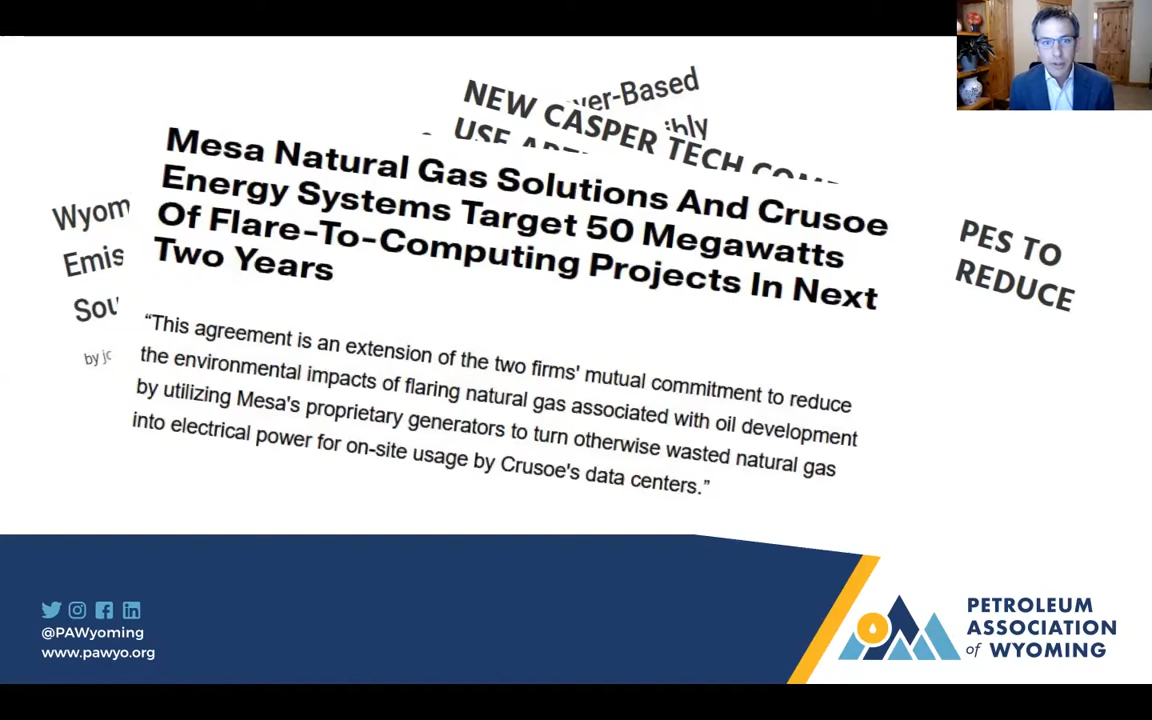 NEW CASPER TECH
Mesa Natural Gas Solutions And Crusoe
Energy Systems Target 50 Megawatts
Of Flare-To-Computing Projects In Next
Two Years
“This agreement is an extension of the two firms' mutual commitment to reduce
the environmental impacts of flaring natural gas associated with oil development
by utilizing Mesa's proprietary generators to turn otherwise wasted natural gas
into electrical power for on-site usage by Crusoe's data centers.”
Wyom
Emis
Sou
by
PES TO
REDUCE
@PAWyoming
www.pawyo.org
PETROLEUM
ASSOCIATION
of WYOMING